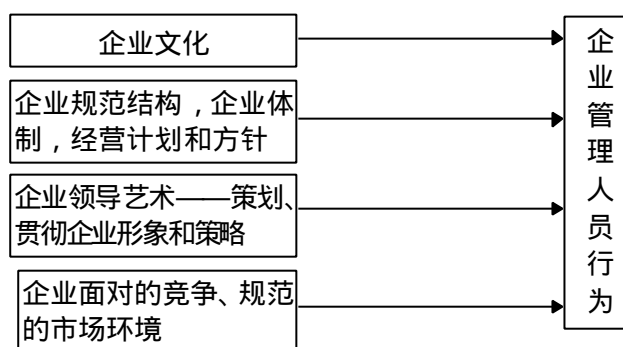 企业文化
企业规范结构，企业体
制，经营计划和方针
企业领导艺术——策划、
贯彻企业形象和策略
企业面对的竞争、规范
的市场环境
企业管理人员行为